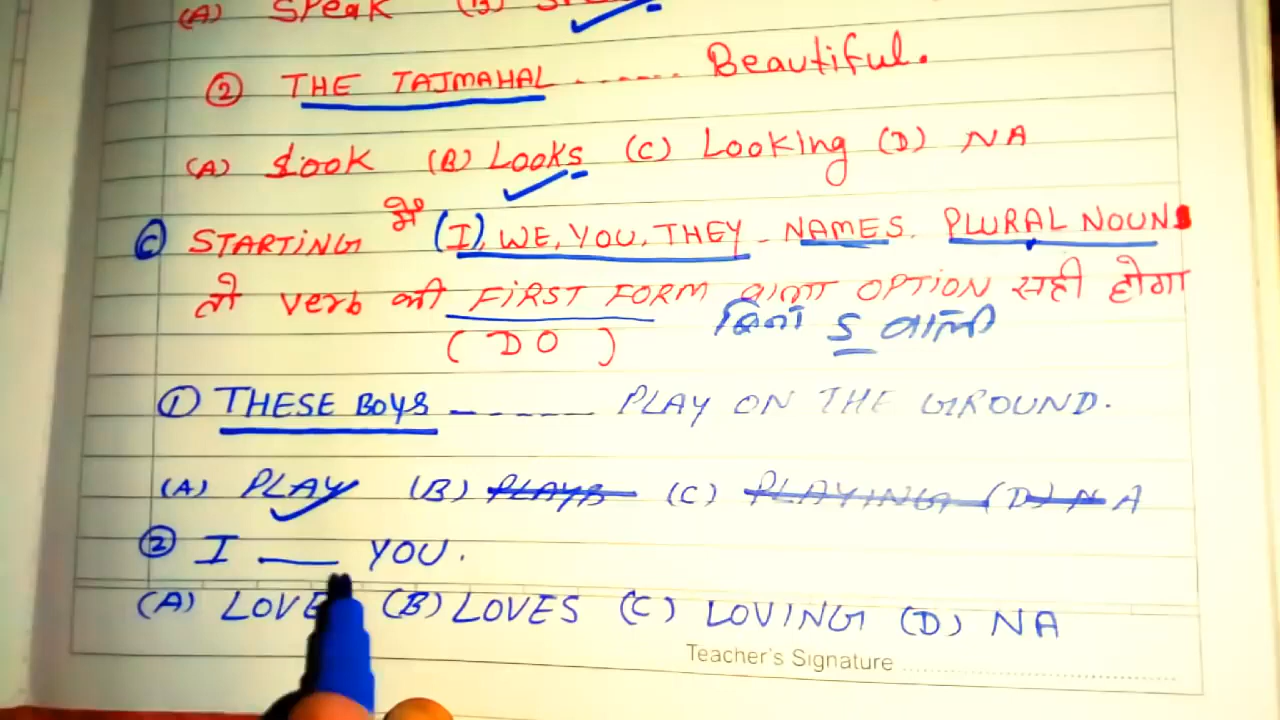 (A) Speak (B)
② THE TAJMAHAL ....... Beautiful.
(A) Look (B) Looks (C) Looking (D) NA
Ⓒ STARTING में (I, WE, YOU, THEY - NAMES. PLURAL NOUNS
तो verb की FIRST FORM वाला OPTION सही होगा
(DO) बिना S वाली
① THESE BOYS ------ PLAY ON THE GROUND.
(A) PLAY (B) PLAYS (C) PLAYING (D) NA
② I ___ YOU.
(A) LOVE (B) LOVES (C) LOVING (D) NA
Teacher's Signature ..........................